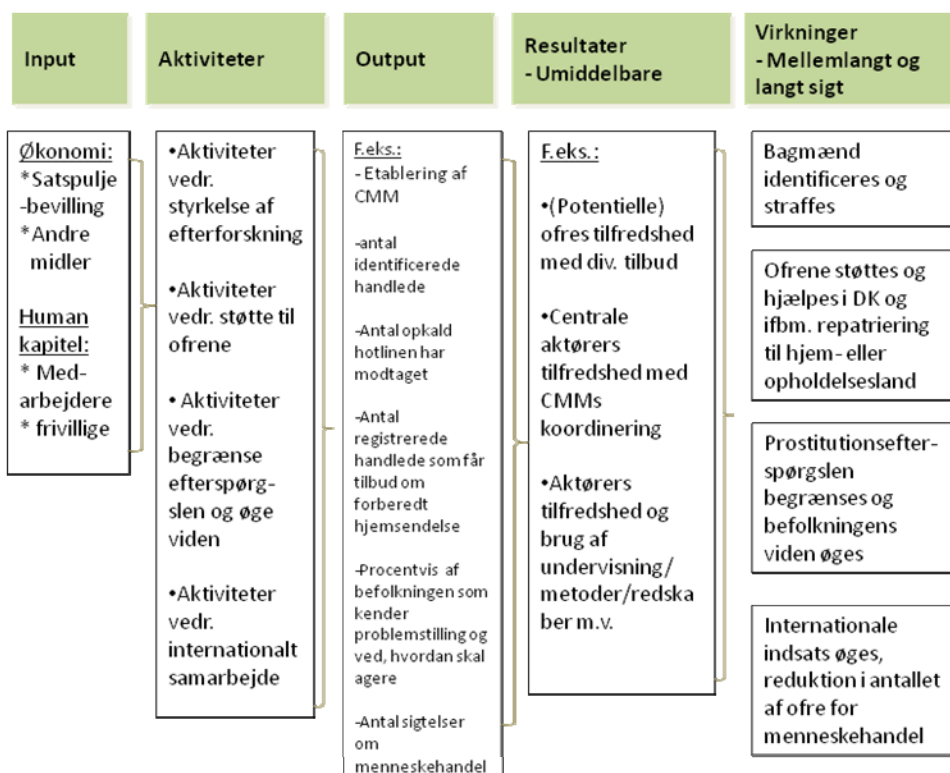 Input
Aktiviteter
Output
Resultater
- Umiddelbare
Virkninger
- Mellemlangt og
langt sigt
Økonomi:
*Satspulje
-bevilling
*Andre
midler
Human
kapitel:
* Med-
arbejdere
* frivillige
•Aktiviteter
vedr.
styrkelse af
efterforskning
•Aktiviteter
vedr. støtte til
ofrene
• Aktiviteter
vedr.
begrænse
efterspørg-
slen og øge
viden
•Aktiviteter
vedr.
internationalt
samarbejde
F.eks.:
- Etablering af
CMM
-antal
identificerede
handlede
-Antal opkald
hotlinen har
modtaget
-Antal
registrerede
handlede som får
tilbud om
forberedt
hjemsendelse
-Procentvis af
befolkningen som
kender
problemstilling og
ved, hvordan skal
agere
-Antal sigtelser
om
menneskehandel
F.eks.:
•(Potentielle)
ofres tilfredshed
med div. tilbud
•Centrale
aktørers
tilfredshed med
CMMs
koordinering
•Aktørers
tilfredshed og
brug af
undervisning/
metoder/redska
ber m.v.
Bagmænd
identificeres og
straffes
Ofrene støttes og
hjælpes i DK og
ifbm. repatriering
til hjem- eller
opholdelsesland
Prostitutionsefter-
spørgslen
begrænses og
befolkningens
viden øges
Internationale
indsats øges,
reduktion i antallet
af ofre for
menneskehandel